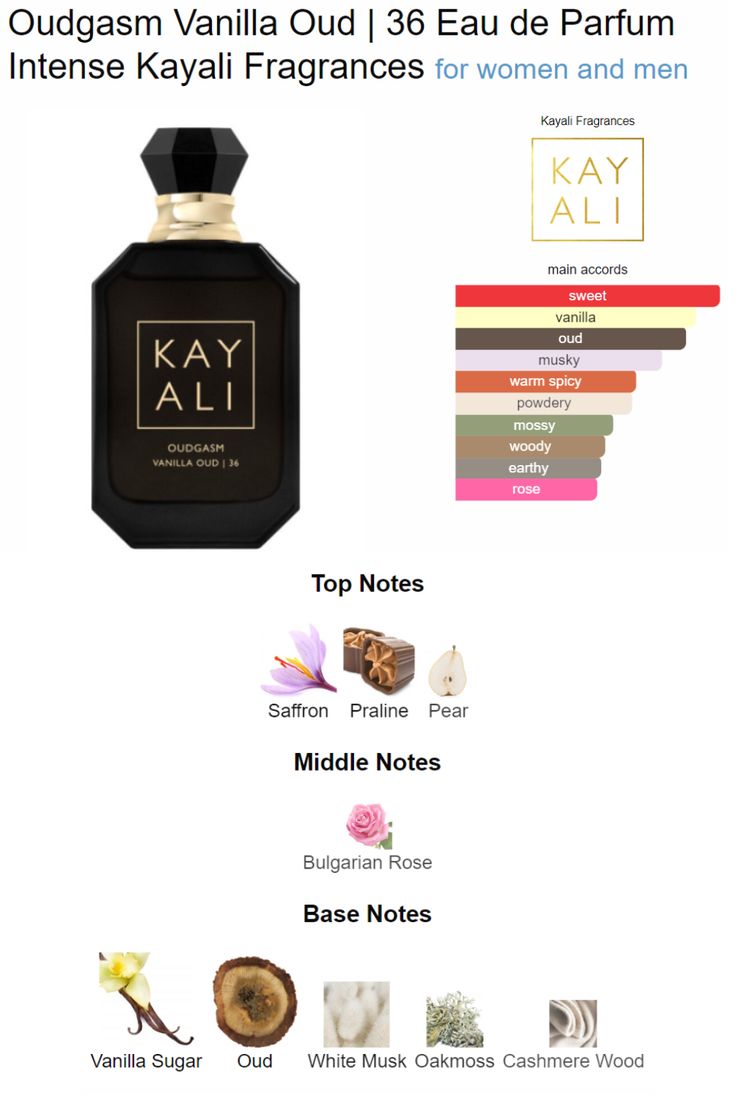 Oudgasm Vanilla Oud | 36 Eau de Parfum
Intense Kayali Fragrances for women and men
KAY
ALI
OUDGASM
VANILLA OUD | 36
Kayali Fragrances
KAY
ALI
main accords
sweet
vanilla
oud
musky
warm spicy
powdery
mossy
woody
earthy
rose
Top Notes
Saffron Praline Pear
Middle Notes
Bulgarian Rose
Base Notes
Vanilla Sugar Oud White Musk Oakmoss Cashmere Wood